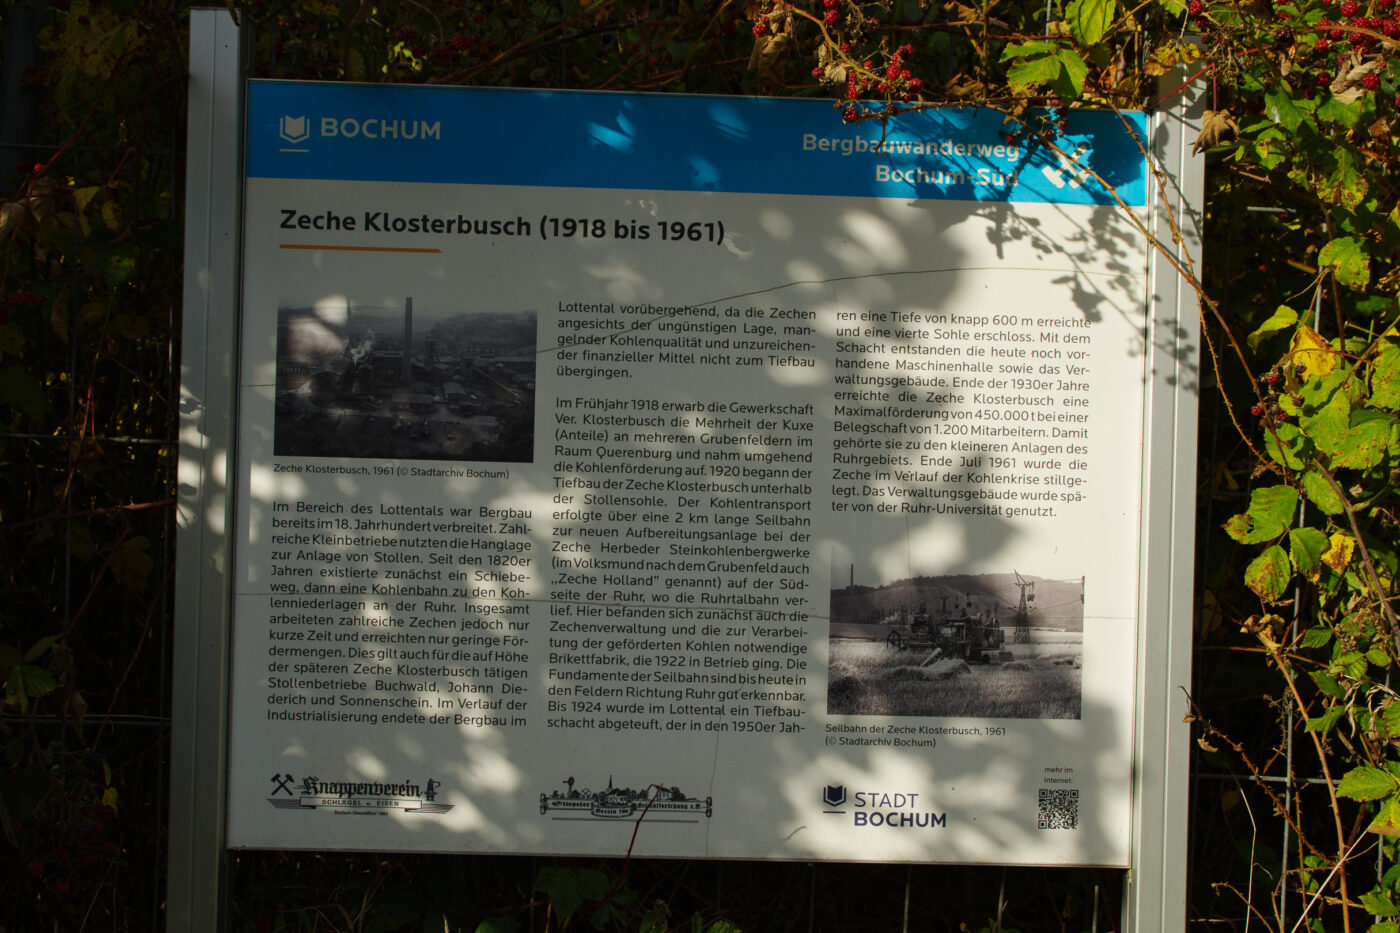 BOCHUM
Bergbauwanderweg
Bochum-Süd
Zeche Klosterbusch (1918 bis 1961)
Zeche Klosterbusch, 1961 (© Stadtarchiv Bochum)
Im Bereich des Lottentals war Bergbau
bereits im 18. Jahrhundert verbreitet. Zahl-
reiche Kleinbetriebe nutzten die Hanglage
zur Anlage von Stollen. Seit den 1820er
Jahren existierte zunächst ein Schiebe-
weg, dann eine Kohlenbahn zu den Koh-
lenniederlagen an der Ruhr. Insgesamt
arbeiteten zahlreiche Zechen jedoch nur
kurze Zeit und erreichten nur geringe För-
dermengen. Dies gilt auch für die auf Höhe
der späteren Zeche Klosterbusch tätigen
Stollenbetriebe Buchwald, Johann Die-
derich und Sonnenschein. Im Verlauf der
Industrialisierung endete der Bergbau im
Lottental vorübergehend, da die Zechen
angesichts der ungünstigen Lage, man-
gelnder Kohlenqualität und unzureichen-
der finanzieller Mittel nicht zum Tiefbau
übergingen.
Im Frühjahr 1918 erwarb die Gewerkschaft
Ver. Klosterbusch die Mehrheit der Kuxe
(Anteile) an mehreren Grubenfeldern im
Raum Querenburg und nahm umgehend
die Kohlenförderung auf. 1920 begann der
Tiefbau der Zeche Klosterbusch unterhalb
der Stollensohle. Der Kohlentransport
erfolgte über eine 2 km lange Seilbahn
zur neuen Aufbereitungsanlage bei der
Zeche Herbeder Steinkohlenbergwerke
(im Volksmund nach dem Grubenfeld auch
,,Zeche Holland" genannt) auf der Süd-
seite der Ruhr, wo die Ruhrtalbahn ver-
lief. Hier befanden sich zunächst auch die
Zechenverwaltung und die zur Verarbei-
tung der geförderten Kohlen notwendige
Brikettfabrik, die 1922 in Betrieb ging. Die
Fundamente der Seilbahn sind bis heute in
den Feldern Richtung Ruhr gut erkennbar.
Bis 1924 wurde im Lottental ein Tiefbau-
schacht abgeteuft, der in den 1950er Jah-
ren eine Tiefe von knapp 600 m erreichte
und eine vierte Sohle erschloss. Mit dem
Schacht entstanden die heute noch vor-
handene Maschinenhalle sowie das Ver-
waltungsgebäude. Ende der 1930er Jahre
erreichte die Zeche Klosterbusch eine
Maximalförderung von 450.000 t bei einer
Belegschaft von 1.200 Mitarbeitern. Damit
gehörte sie zu den kleineren Anlagen des
Ruhrgebiets. Ende Juli 1961 wurde die
Zeche im Verlauf der Kohlenkrise stillge-
legt. Das Verwaltungsgebäude wurde spä-
ter von der Ruhr-Universität genutzt.
Seilbahn der Zeche Klosterbusch, 1961
(© Stadtarchiv Bochum)
Knappenverein
SCHLÄGEL u. EISEN
Stiepeler
Verein für
Heimatforschung e.V.
STADT
BOCHUM
mehr im
Internet: